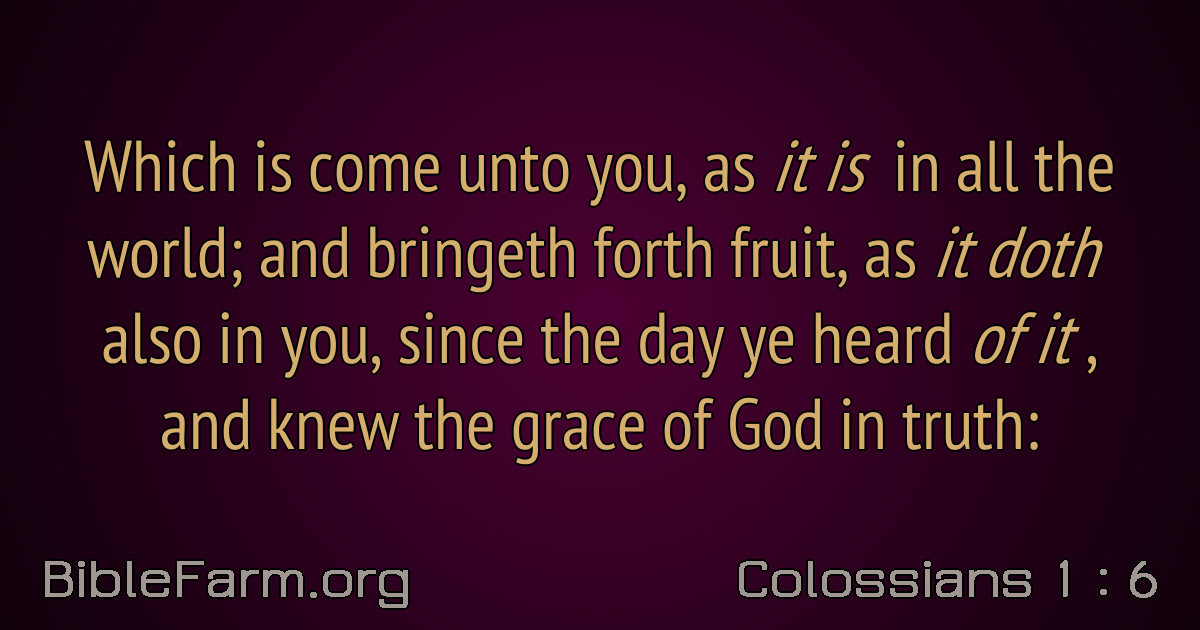 Which is come unto you, as it is in all the
world; and bringeth forth fruit, as it doth
also in you, since the day ye heard of it ,
and knew the grace of God in truth:
BibleFarm.org
Colossians 1 : 6